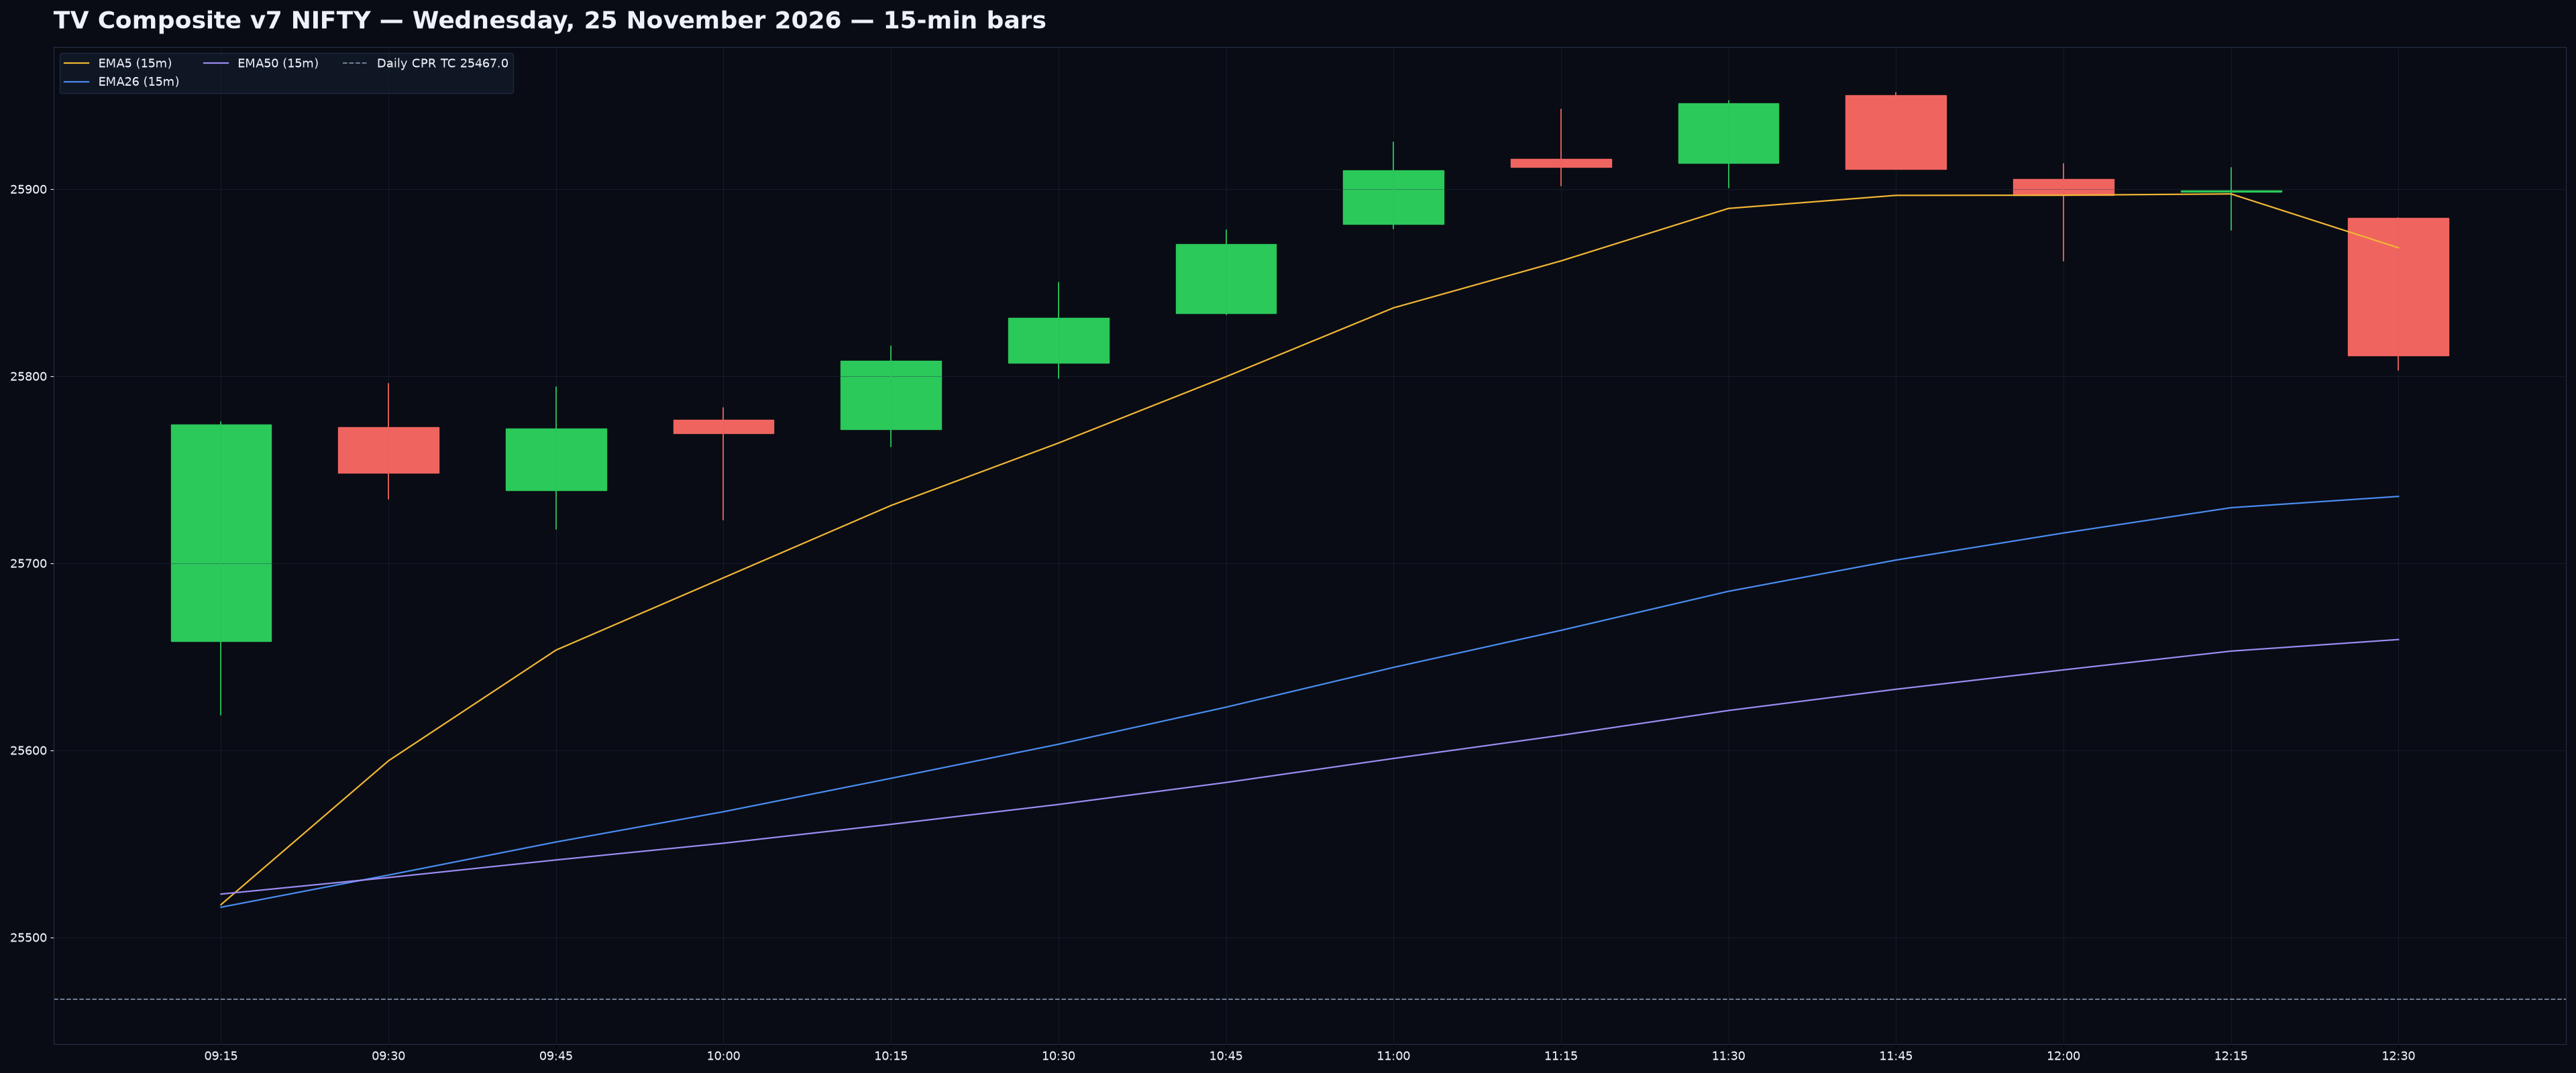 TV Composite v7 NIFTY — Wednesday, 25 November 2026 — 15-min bars
EMA5 (15m) EMA50 (15m) Daily CPR TC 25467.0
EMA26 (15m)
25900
25800
25700
25600
25500
09:15 09:30 09:45 10:00 10:15 10:30 10:45 11:00 11:15 11:30 11:45 12:00 12:15 12:30